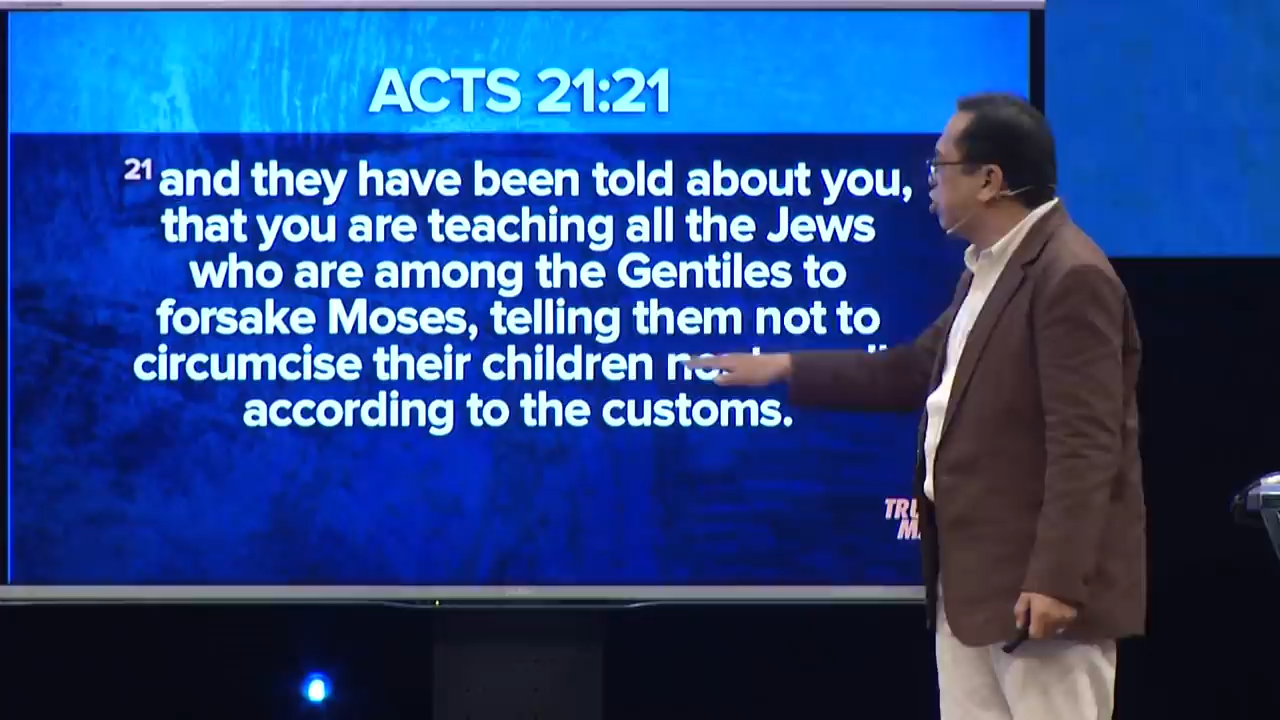 ACTS 21:21
21 and they have been told about you,
that you are teaching all the Jews
who are among the Gentiles to
forsake Moses, telling them not to
circumcise their children
according to the customs.